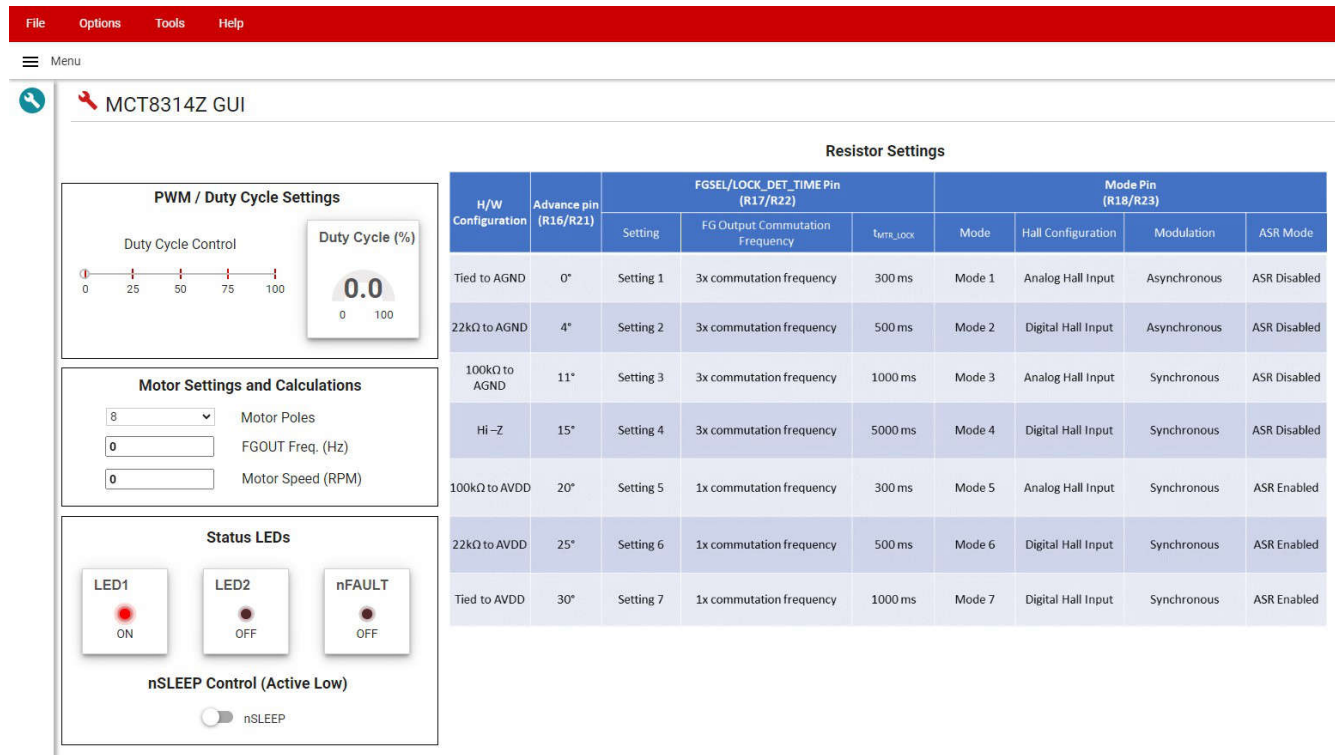 File Options Tools Help
Menu
MCT8314Z GUI
PWM / Duty Cycle Settings
Duty Cycle Control
0 25 50 75 100
Duty Cycle (%)
0.0
0 100
Motor Settings and Calculations
8 Motor Poles
0 FGOUT Freq. (Hz)
0 Motor Speed (RPM)
Status LEDs
LED1 LED2 nFAULT
ON OFF OFF
nSLEEP Control (Active Low)
nSLEEP
Resistor Settings
H/W Configuration
Advance pin (R16/R21)
FGSEL/LOCK_DET_TIME Pin
(R17/R22)
Mode Pin
(R18/R23)
Setting FG Output Commutation Frequency tMTR_LOCK Mode Hall Configuration Modulation ASR Mode
Tied to AGND 0° Setting 1 3x commutation frequency 300 ms Mode 1 Analog Hall Input Asynchronous ASR Disabled
22kΩ to AGND 4° Setting 2 3x commutation frequency 500 ms Mode 2 Digital Hall Input Asynchronous ASR Disabled
100kΩ to AGND 11° Setting 3 3x commutation frequency 1000 ms Mode 3 Analog Hall Input Synchronous ASR Disabled
Hi –Z 15° Setting 4 3x commutation frequency 5000 ms Mode 4 Digital Hall Input Synchronous ASR Disabled
100kΩ to AVDD 20° Setting 5 1x commutation frequency 300 ms Mode 5 Analog Hall Input Synchronous ASR Enabled
22kΩ to AVDD 25° Setting 6 1x commutation frequency 500 ms Mode 6 Digital Hall Input Synchronous ASR Enabled
Tied to AVDD 30° Setting 7 1x commutation frequency 1000 ms Mode 7 Digital Hall Input Synchronous ASR Enabled